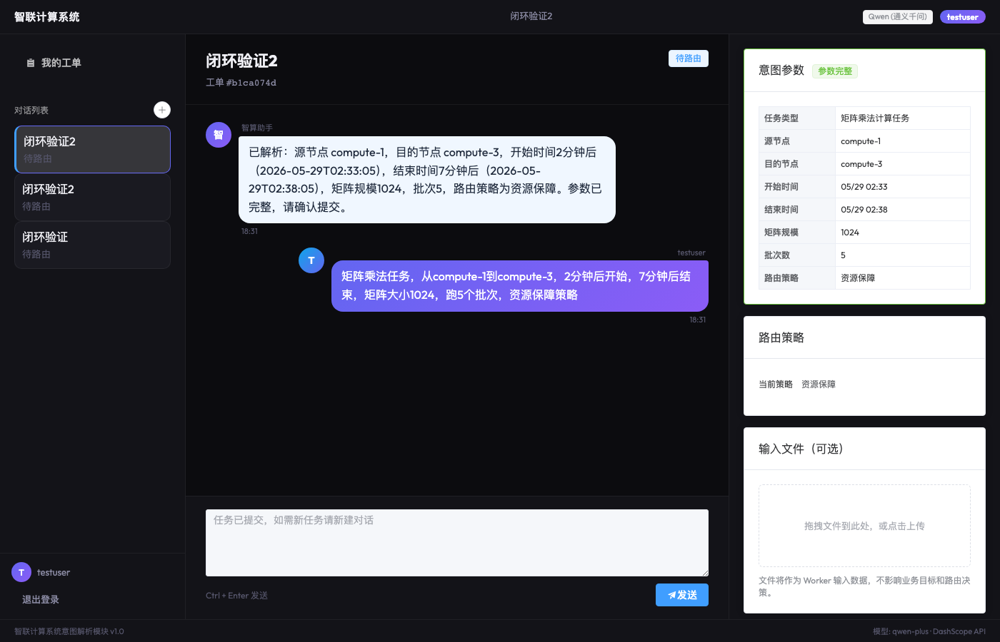 智联计算系统
闭环验证2
Qwen (通义千问)
testuser
我的工单
对话列表
闭环验证2
待路由
闭环验证2
待路由
闭环验证
待路由
testuser
T
退出登录
闭环验证2
待路由
工单 #b1ca074d
智
智算助手
已解析：源节点 compute-1，目的节点 compute-3，开始时间2分钟后
（2026-05-29T02:33:05），结束时间7分钟后（2026-05-
29T02:38:05），矩阵规模1024，批次5，路由策略为资源保障。参数已
完整，请确认提交。
18:31
testuser
T
矩阵乘法任务，从compute-1到compute-3，2分钟后开始，7分钟后结
束，矩阵大小1024，跑5个批次，资源保障策略
18:31
任务已提交，如需新任务请新建对话
Ctrl + Enter 发送
发送
意图参数 参数完整
任务类型 矩阵乘法计算任务
源节点 compute-1
目的节点 compute-3
开始时间 05/29 02:33
结束时间 05/29 02:38
矩阵规模 1024
批次数 5
路由策略 资源保障
路由策略
当前策略 资源保障
输入文件（可选）
拖拽文件到此处，或点击上传
文件将作为 Worker 输入数据，不影响业务目标和路由决
策。
智联计算系统意图解析模块 v1.0
模型: qwen-plus · DashScope API